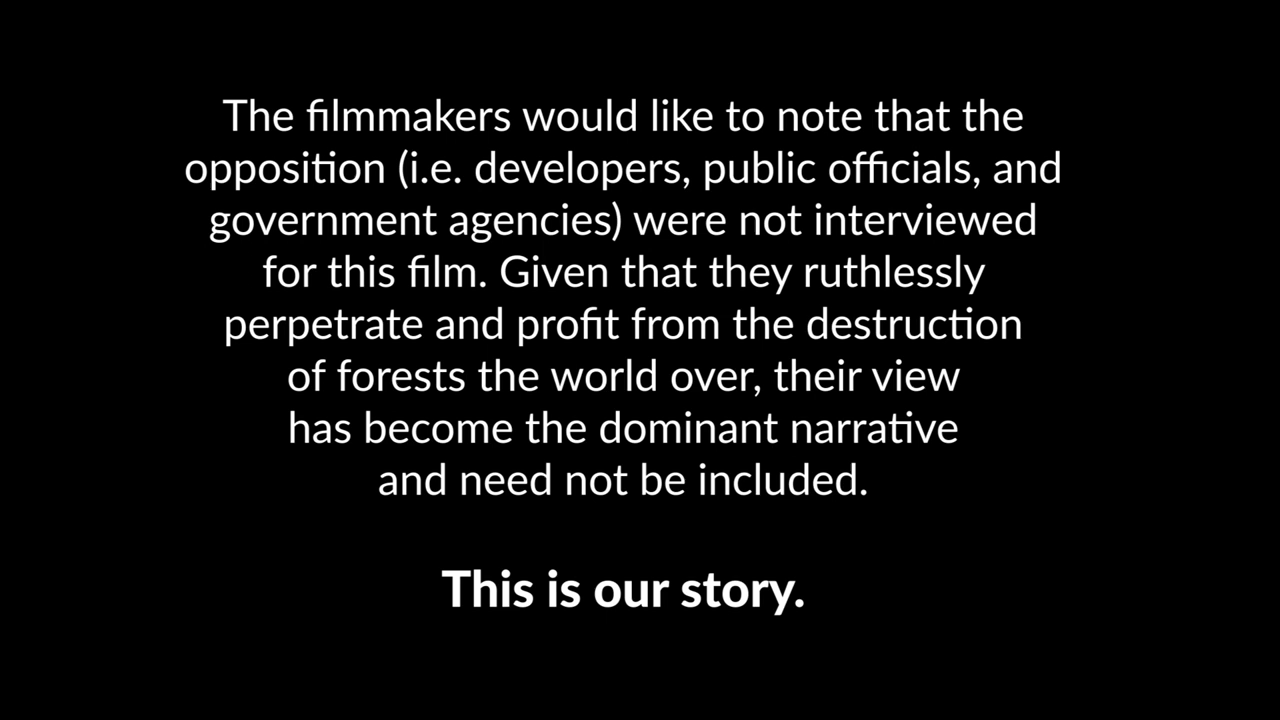 The filmmakers would like to note that the
opposition (i.e. developers, public officials, and
government agencies) were not interviewed
for this film. Given that they ruthlessly
perpetrate and profit from the destruction
of forests the world over, their view
has become the dominant narrative
and need not be included.
This is our story.